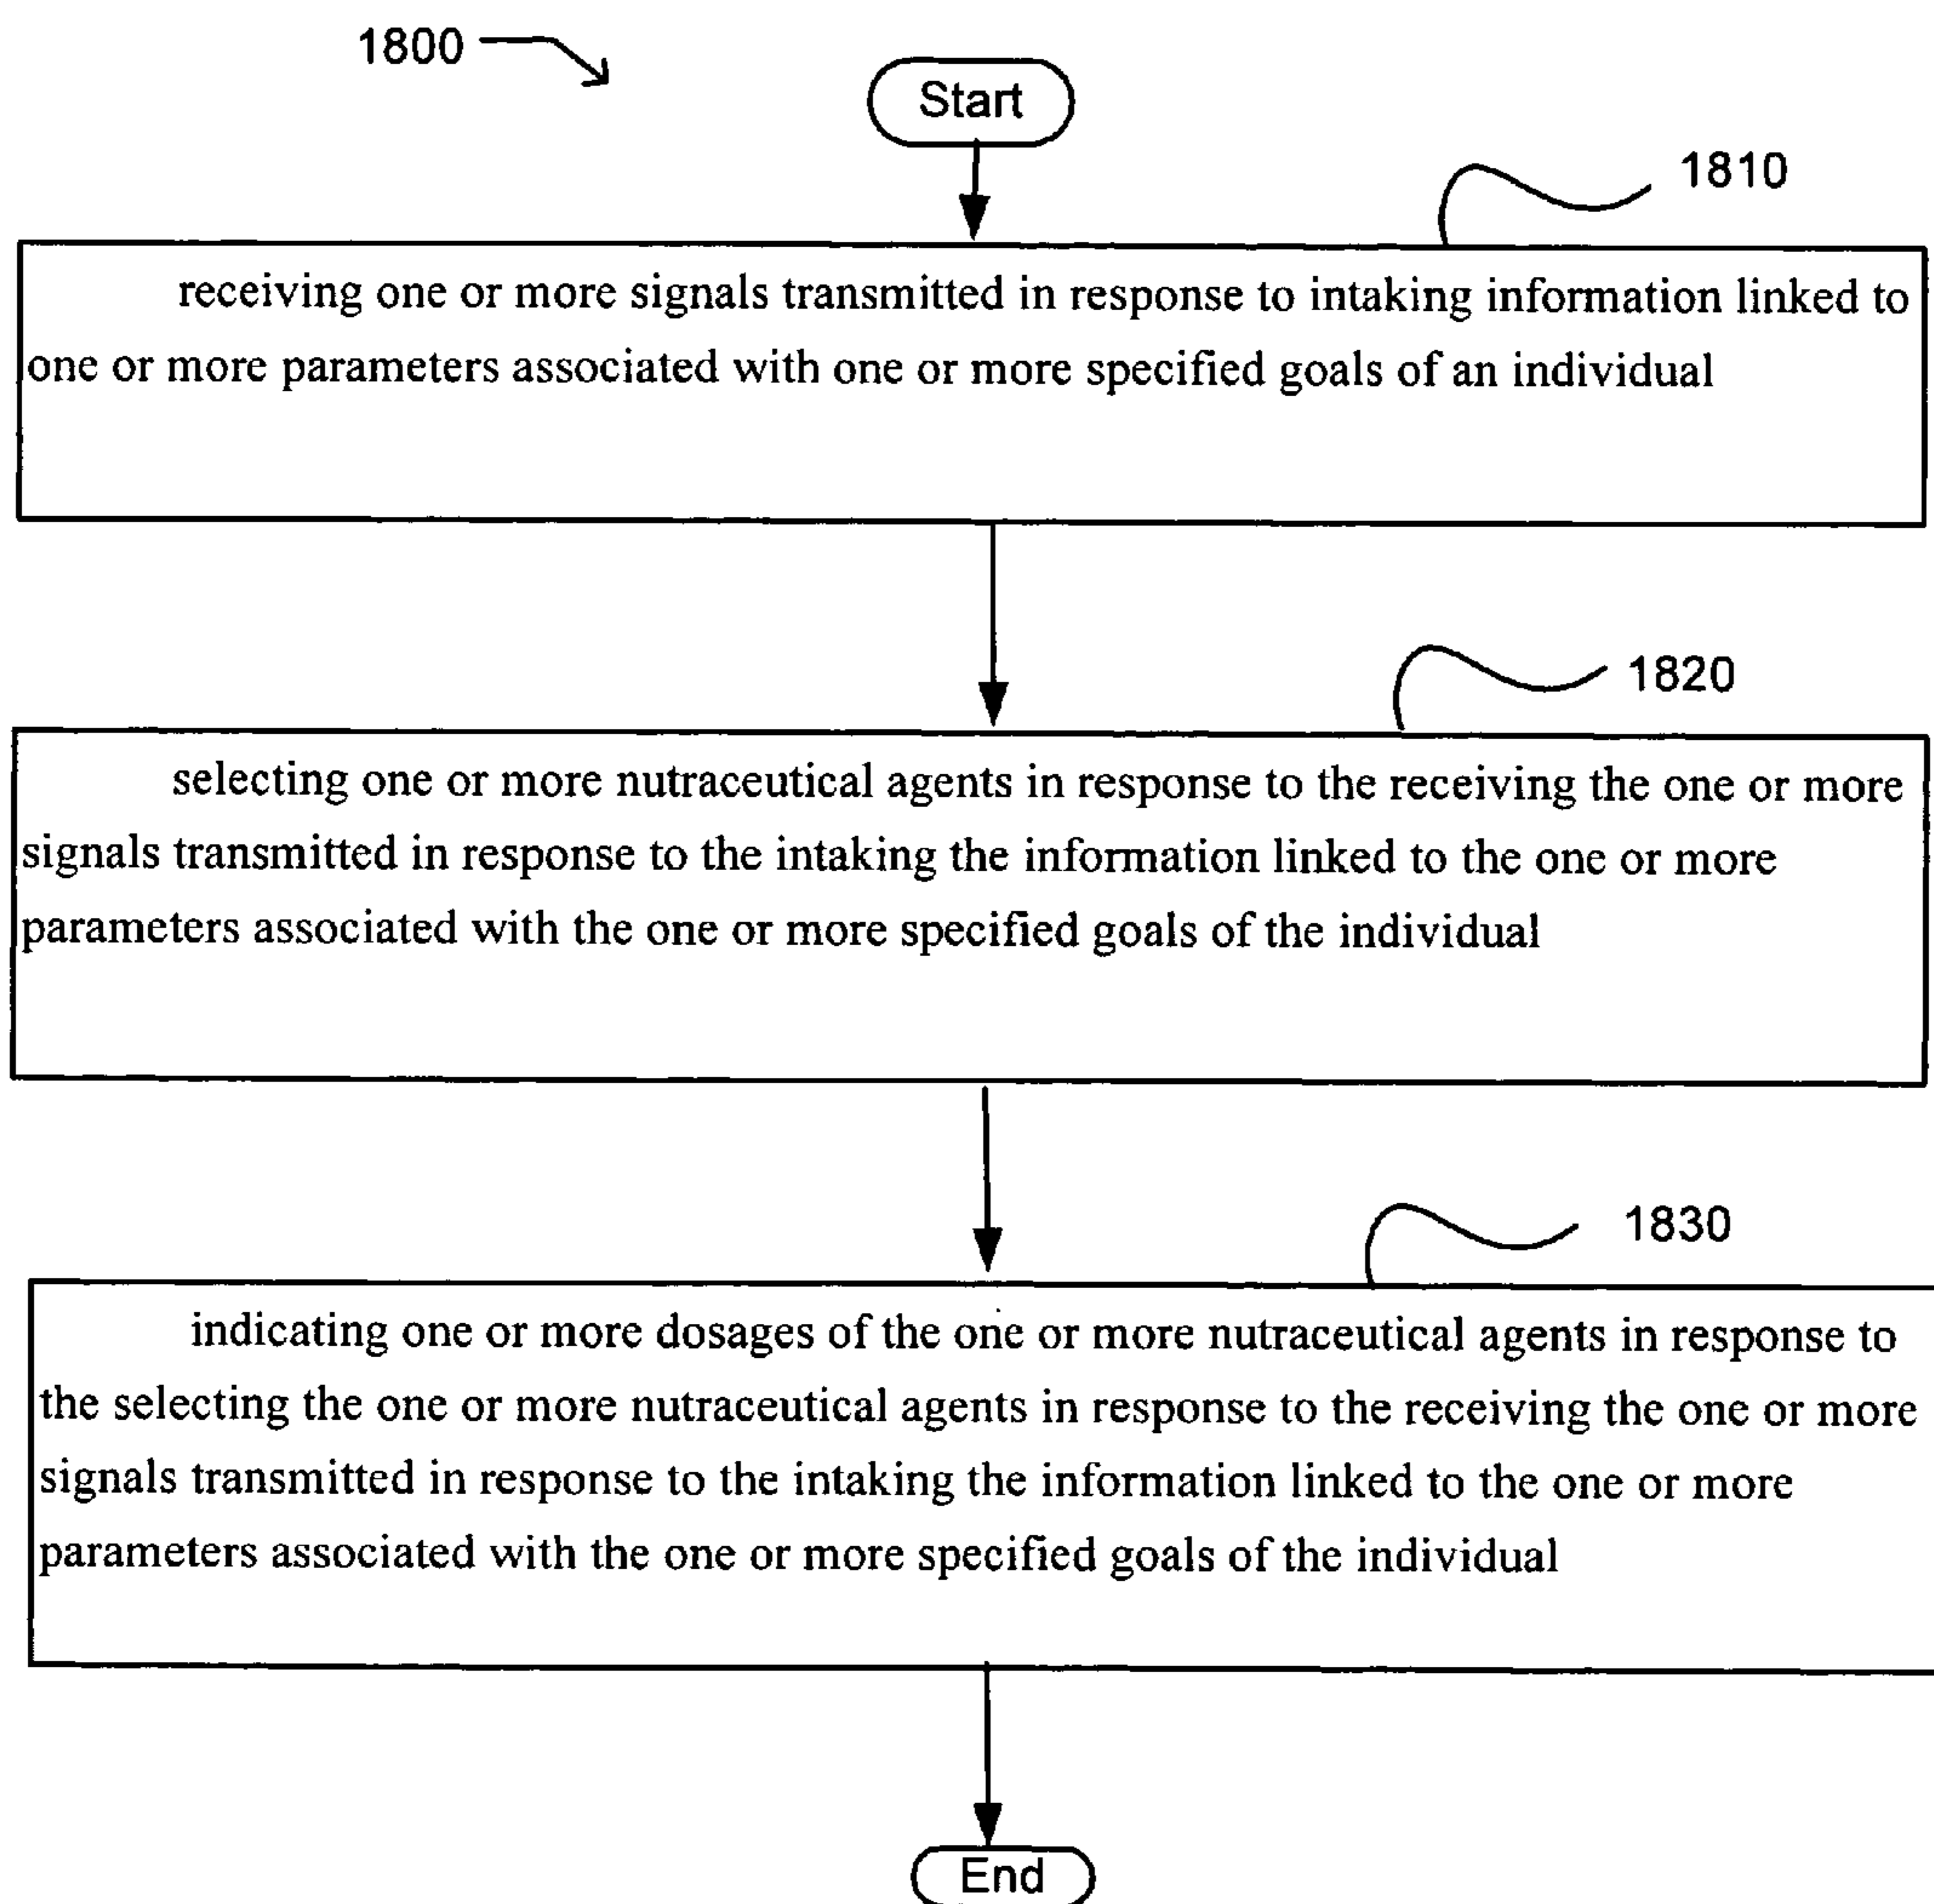 1800
Start
1810
receiving one or more signals transmitted in response to intaking information linked to
one or more parameters associated with one or more specified goals of an individual
1820
selecting one or more nutraceutical agents in response to the receiving the one or more
signals transmitted in response to the intaking the information linked to the one or more
parameters associated with the one or more specified goals of the individual
1830
indicating one or more dosages of the one or more nutraceutical agents in response to
the selecting the one or more nutraceutical agents in response to the receiving the one or more
signals transmitted in response to the intaking the information linked to the one or more
parameters associated with the one or more specified goals of the individual
End